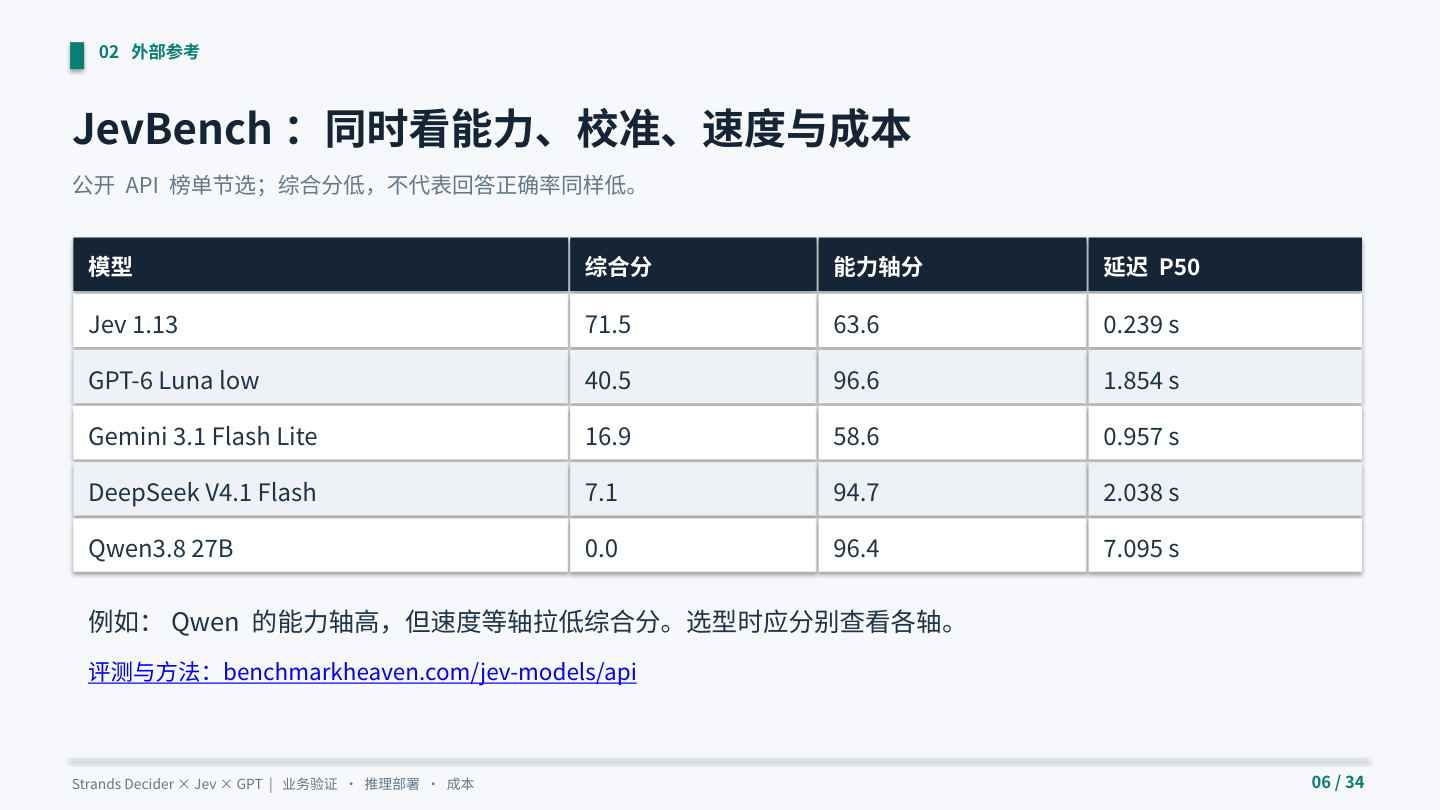 02 外部参考
JevBench：同时看能力、校准、速度与成本
公开 API 榜单节选；综合分低，不代表回答正确率同样低。
模型 综合分 能力轴分 延迟 P50
Jev 1.13 71.5 63.6 0.239 s
GPT-6 Luna low 40.5 96.6 1.854 s
Gemini 3.1 Flash Lite 16.9 58.6 0.957 s
DeepSeek V4.1 Flash 7.1 94.7 2.038 s
Qwen3.8 27B 0.0 96.4 7.095 s
例如： Qwen 的能力轴高，但速度等轴拉低综合分。选型时应分别查看各轴。
评测与方法：benchmarkheaven.com/jev-models/api
Strands Decider × Jev × GPT | 业务验证 · 推理部署 · 成本
06 / 34